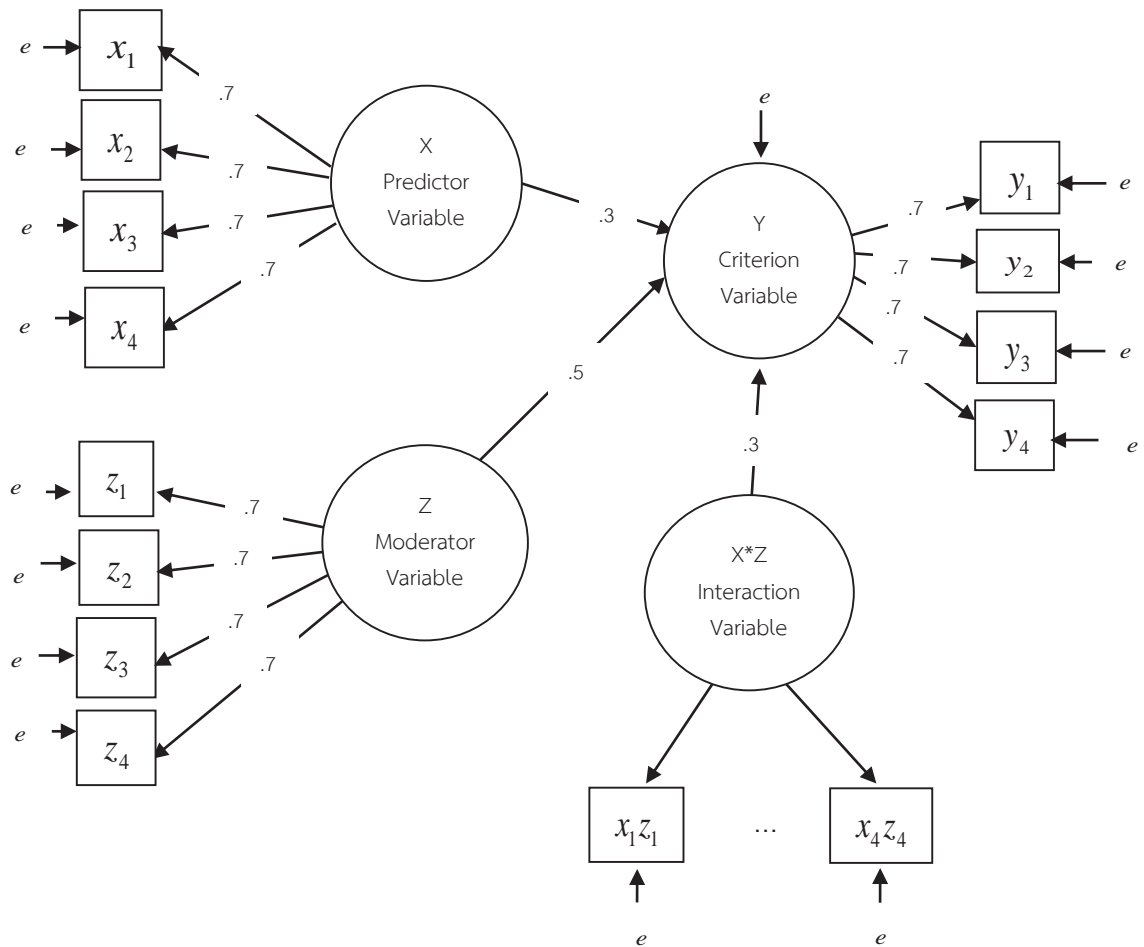 e
x₁
.7
e
x₂
.7
e
x₃
.7
e
x₄
.7
X
Predictor
Variable
.3
e
Y
Criterion
Variable
.7
y₁
e
.7
y₂
e
.7
y₃
e
.7
y₄
e
.5
e
z₁
.7
e
z₂
.7
e
z₃
.7
e
z₄
.7
Z
Moderator
Variable
.3
X*Z
Interaction
Variable
x₁z₁
...
x₄z₄
e
e